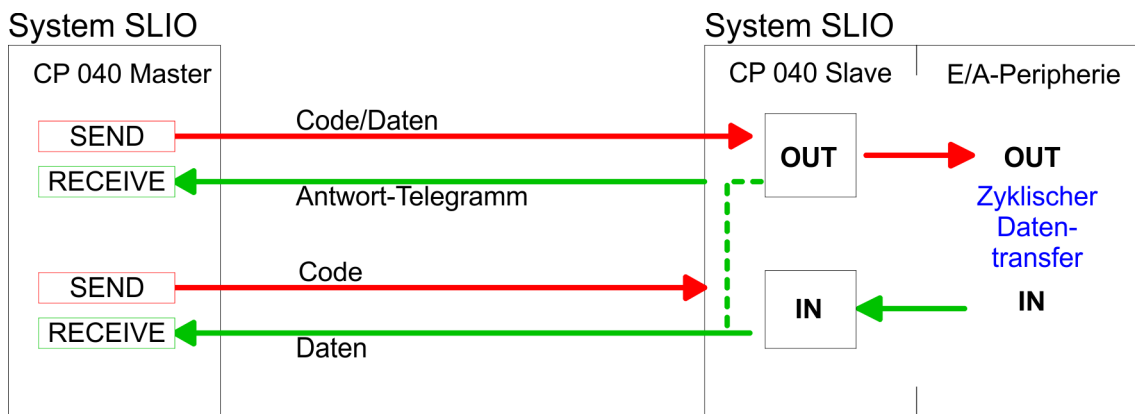 System SLIO
System SLIO
CP 040 Master
CP 040 Slave
E/A-Peripherie
SEND
Code/Daten
OUT
OUT
RECEIVE
Antwort-Telegramm
Zyklischer
Daten-
transfer
SEND
Code
IN
IN
RECEIVE
Daten